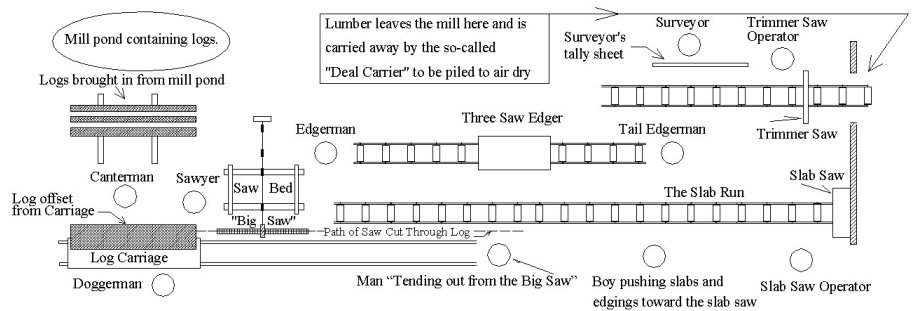 Mill pond containing logs.
Logs brought in from mill pond
Lumber leaves the mill here and is
carried away by the so-called
"Deal Carrier" to be piled to air dry
Surveyor
Surveyor's
tally sheet
Trimmer Saw
Operator
Trimmer Saw
Edgerman
Three Saw Edger
Tail Edgerman
Canterman
Sawyer
Saw Bed
"Big Saw"
Slab Saw
The Slab Run
Log offset
from Carriage
Path of Saw Cut Through Log
Log Carriage
Doggerman
Man “Tending out from the Big Saw”
Boy pushing slabs and
edgings toward the slab saw
Slab Saw Operator